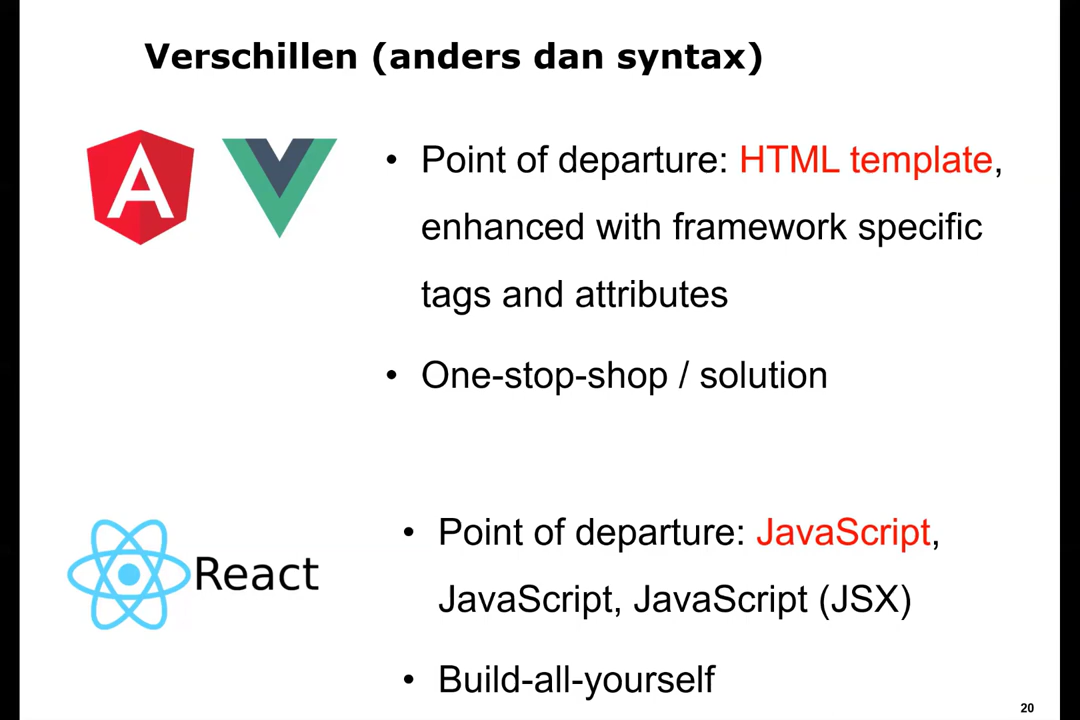 Verschillen (anders dan syntax)
A
• Point of departure: HTML template,
enhanced with framework specific
tags and attributes
• One-stop-shop / solution
React
• Point of departure: JavaScript,
JavaScript, JavaScript (JSX)
• Build-all-yourself
20